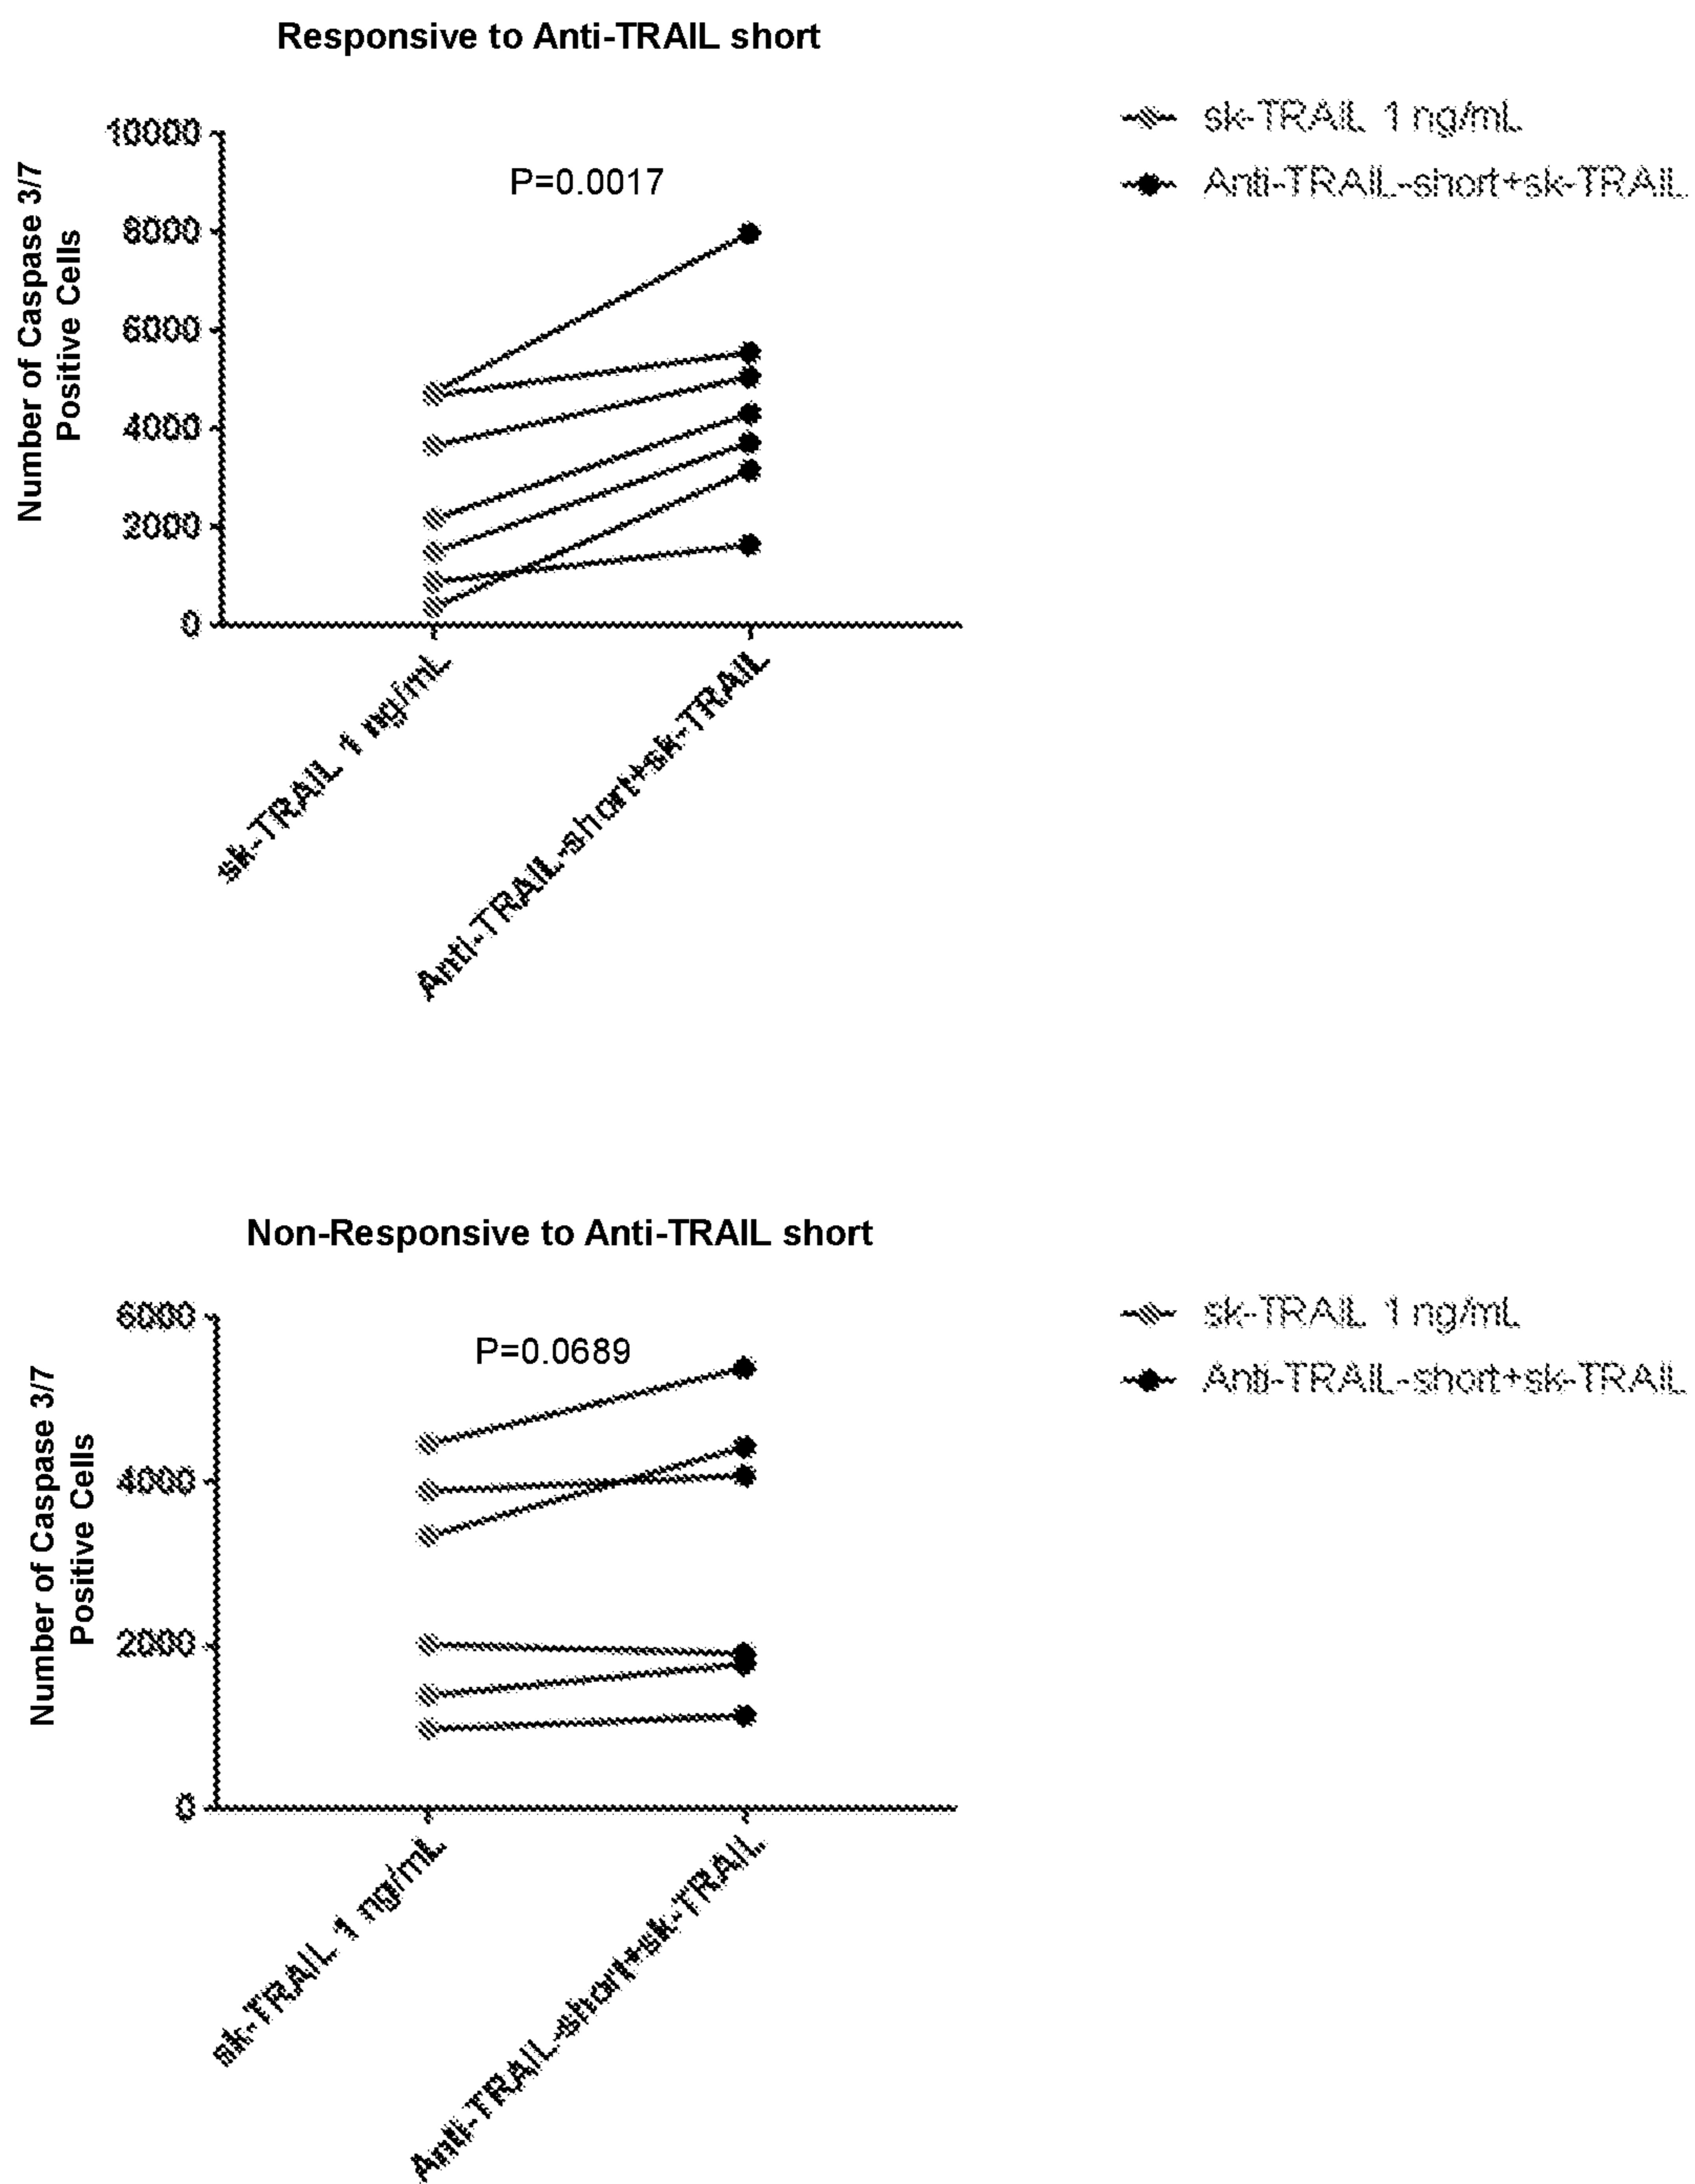 Responsive to Anti-TRAIL short
10000
8000
6000
4000
2000
0
Number of Caspase 3/7
Positive Cells
P=0.0017
sk-TRAIL 1 ng/mL
Anti-TRAIL-short+sk-TRAIL
sk-TRAIL 1 ng/mL
Anti-TRAIL-short+sk-TRAIL
Non-Responsive to Anti-TRAIL short
6000
4000
2000
0
Number of Caspase 3/7
Positive Cells
P=0.0689
sk-TRAIL 1 ng/mL
Anti-TRAIL-short+sk-TRAIL
sk-TRAIL 1 ng/mL
Anti-TRAIL-short+sk-TRAIL